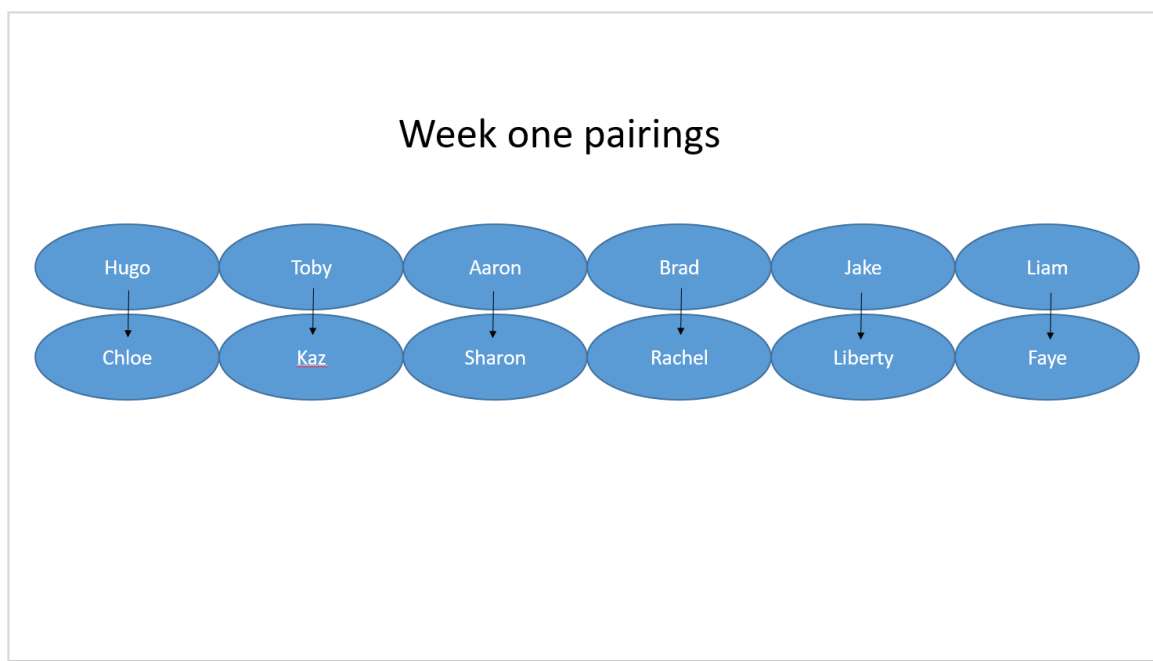 Week one pairings
Hugo Toby Aaron Brad Jake Liam
Chloe Kaz Sharon Rachel Liberty Faye